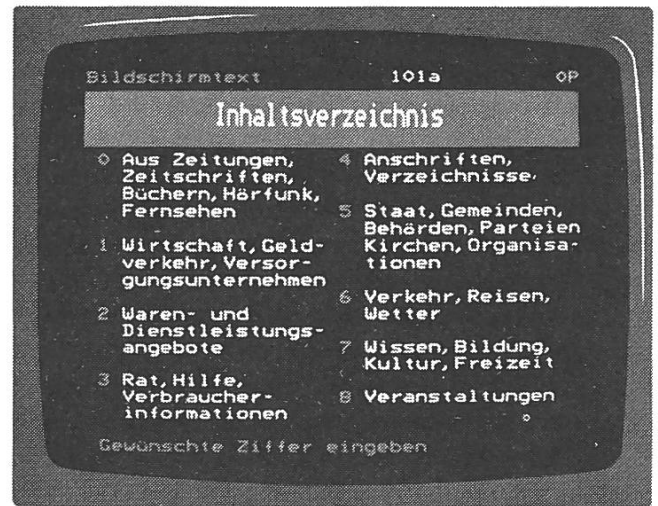 Bildschirmtext 101a 0P
Inhaltsverzeichnis
0 Aus Zeitungen,
Zeitschriften,
Büchern, Hörfunk,
Fernsehen
1 Wirtschaft, Geld-
verkehr, Versor-
gungsunternehmen
2 Waren- und
Dienstleistungs-
angebote
3 Rat, Hilfe,
Verbraucher-
informationen
4 Anschriften,
Verzeichnisse
5 Staat, Gemeinden,
Behörden, Parteien
Kirchen, Organisa-
tionen
6 Verkehr, Reisen,
Wetter
7 Wissen, Bildung,
Kultur, Freizeit
8 Veranstaltungen
Gewünschte Ziffer eingeben